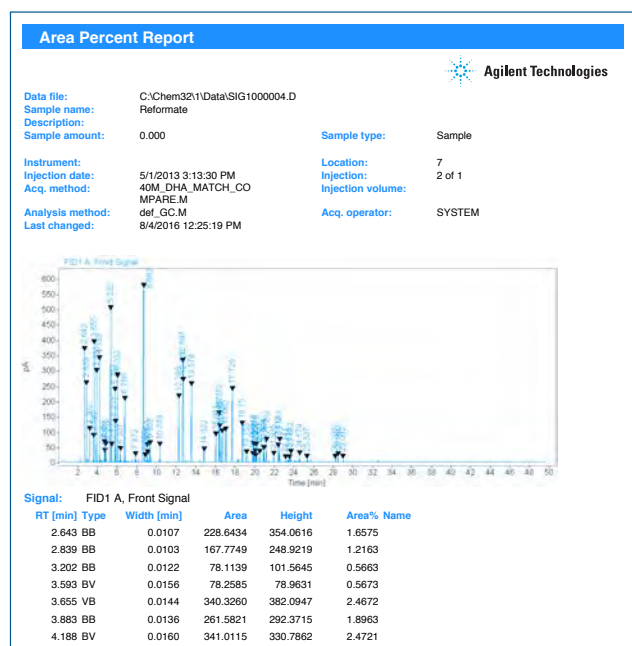 Area Percent Report
Agilent Technologies
Data file: C:\Chem32\1\Data\SIG1000004.D
Sample name: Reformate
Description:
Sample amount: 0.000 Sample type: Sample
Instrument: Location: 7
Injection date: 5/1/2013 3:13:30 PM Injection: 2 of 1
Acq. method: 40M_DHA_MATCH_CO Injection volume:
MPARE.M
Analysis method: def_GC.M Acq. operator: SYSTEM
Last changed: 8/4/2016 12:25:19 PM
FID1 A, Front Signal
600
550
500
450
400
350
300
250
200
150
100
50
0
pA
2 4 6 8 10 12 14 16 18 20 22 24 26 28 30 32 34 36 38 40 42 44 46 48 50
Time [min]
Signal: FID1 A, Front Signal
RT [min] Type Width [min] Area Height Area% Name
2.643 BB 0.0107 228.6434 354.0616 1.6575
2.839 BB 0.0103 167.7749 248.9219 1.2163
3.202 BB 0.0122 78.1139 101.5645 0.5663
3.593 BV 0.0156 78.2585 78.9631 0.5673
3.655 VB 0.0144 340.3260 382.0947 2.4672
3.883 BB 0.0136 261.5821 292.3715 1.8963
4.188 BV 0.0160 341.0115 330.7862 2.4721